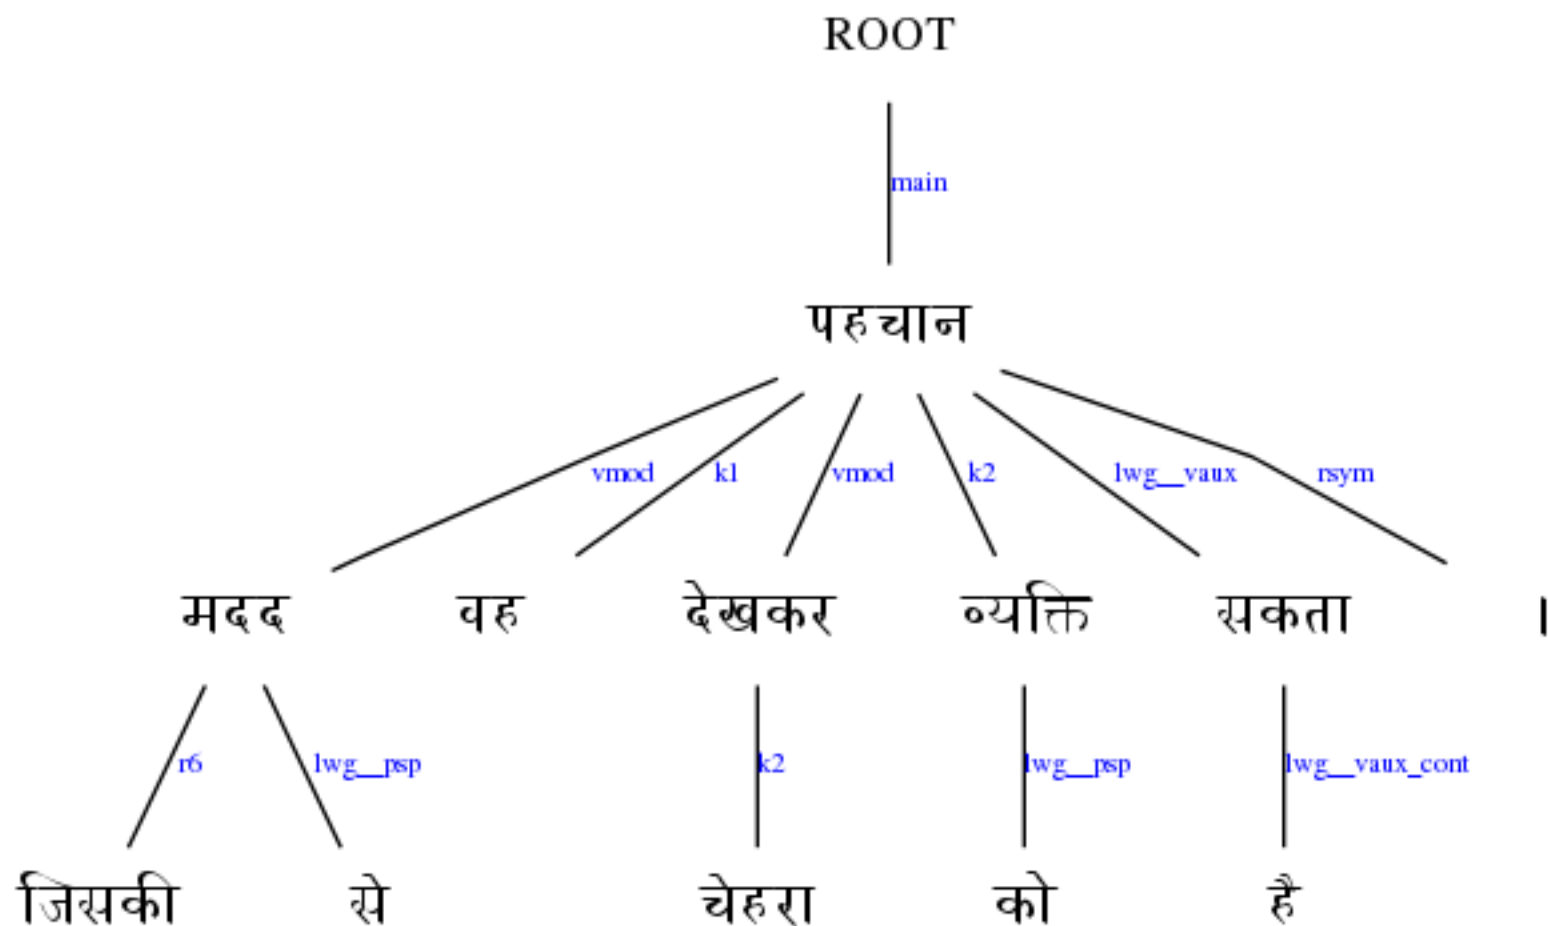 ROOT
main
पहचान
vmod k1 vmod k2 lwg__vaux rsym
मदद वह देखकर व्यक्ति सकता ।
r6 lwg__psp k2 lwg__psp lwg__vaux_cont
जिसकी से चेहरा को है